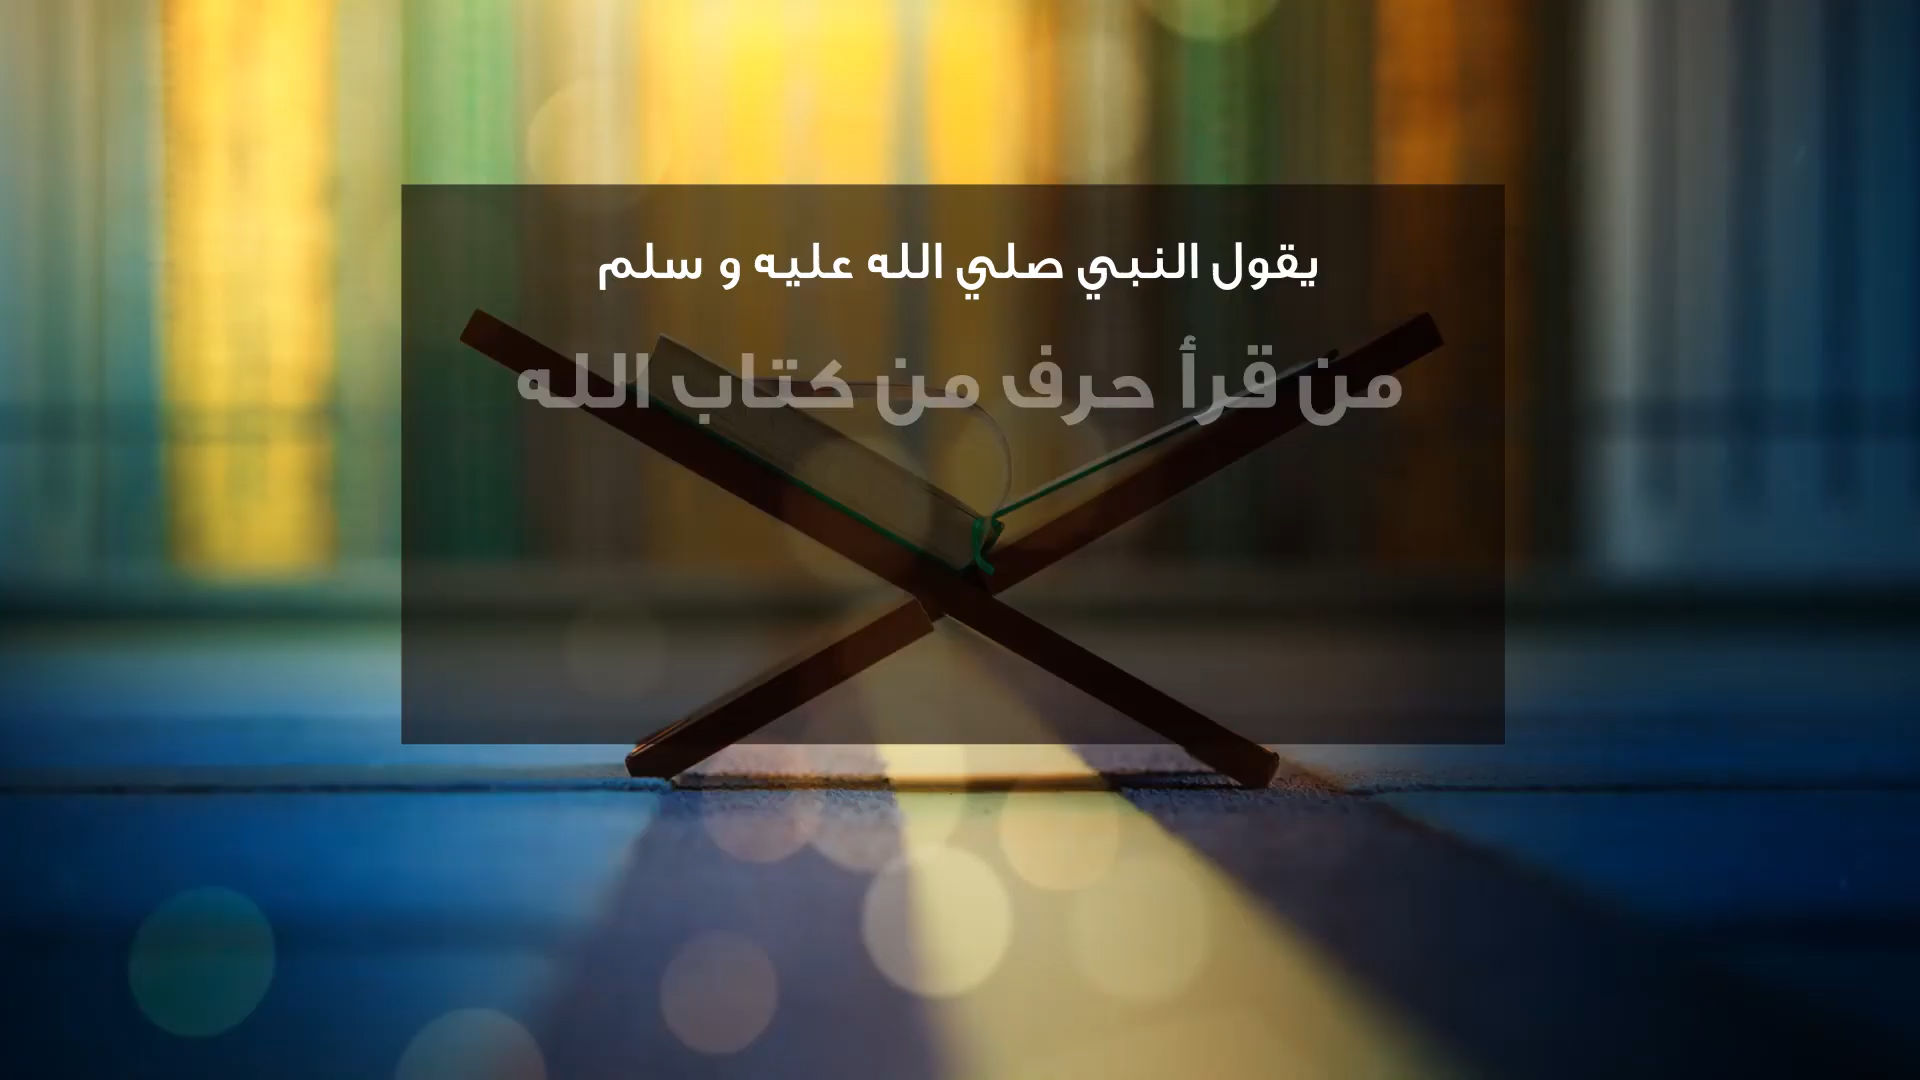 يقول النبي صلي الله عليه و سلم
من قرأ حرف من كتاب الله